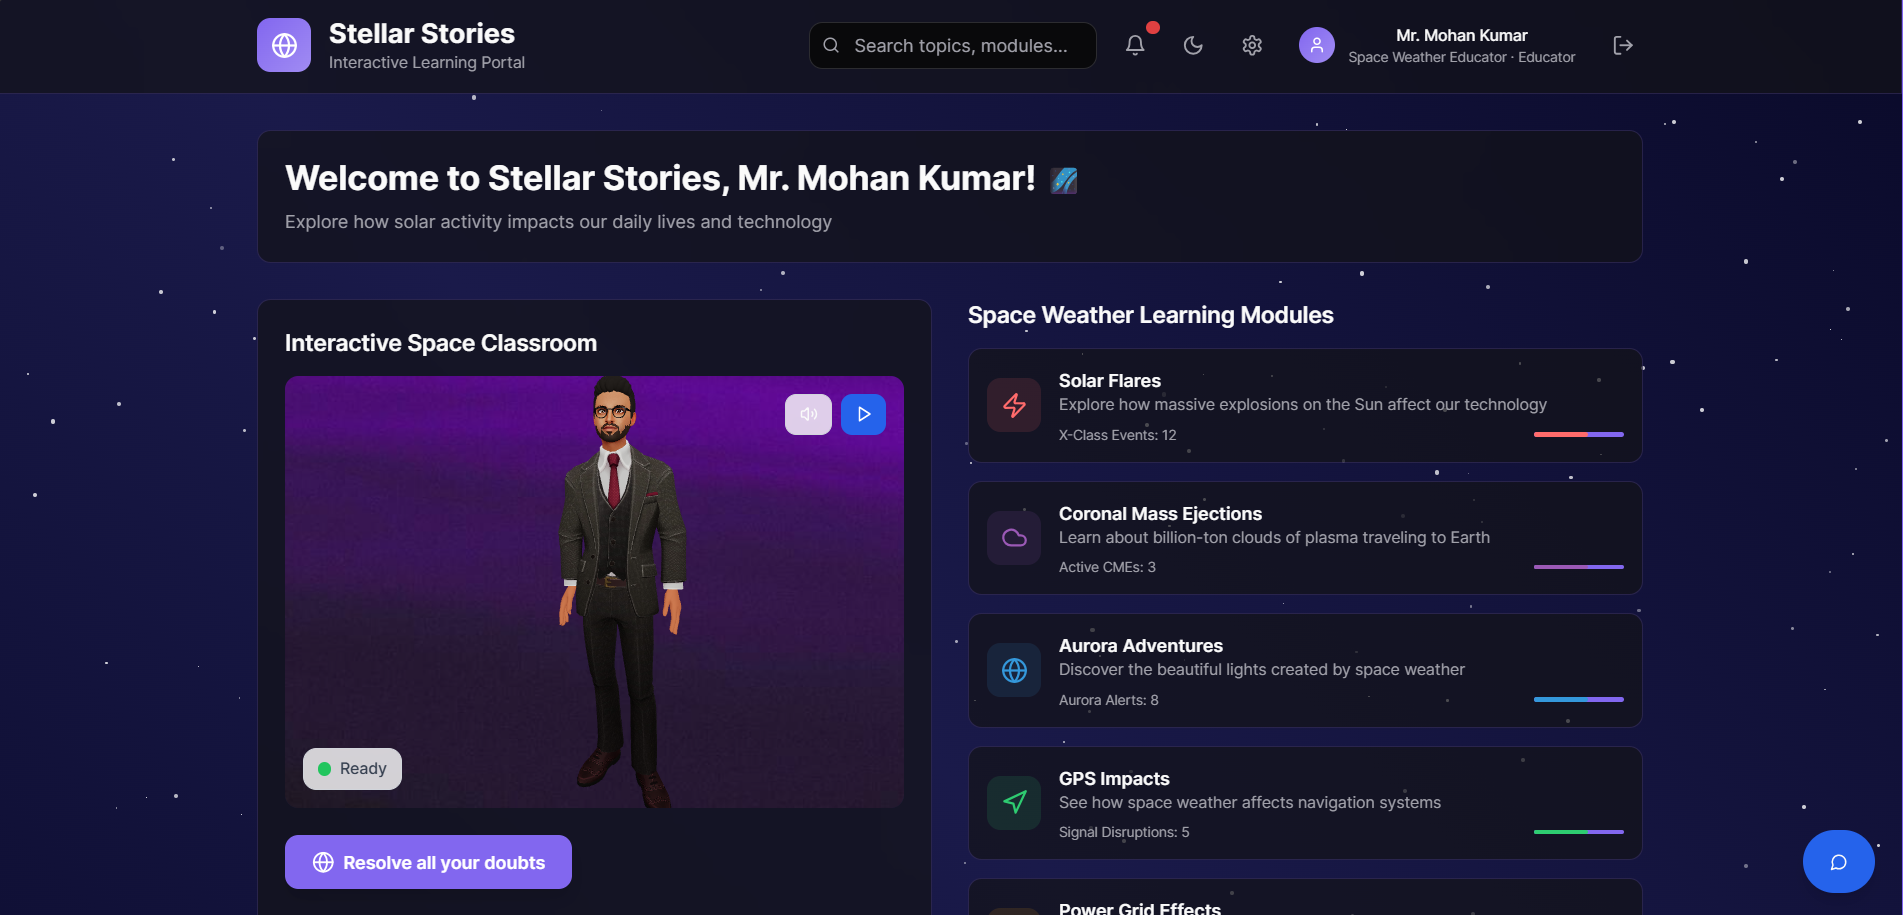 Stellar Stories
Interactive Learning Portal
Search topics, modules...
Mr. Mohan Kumar
Space Weather Educator · Educator
Welcome to Stellar Stories, Mr. Mohan Kumar!
Explore how solar activity impacts our daily lives and technology
Interactive Space Classroom
Ready
Resolve all your doubts
Space Weather Learning Modules
Solar Flares
Explore how massive explosions on the Sun affect our technology
X-Class Events: 12
Coronal Mass Ejections
Learn about billion-ton clouds of plasma traveling to Earth
Active CMEs: 3
Aurora Adventures
Discover the beautiful lights created by space weather
Aurora Alerts: 8
GPS Impacts
See how space weather affects navigation systems
Signal Disruptions: 5
Power Grid Effects